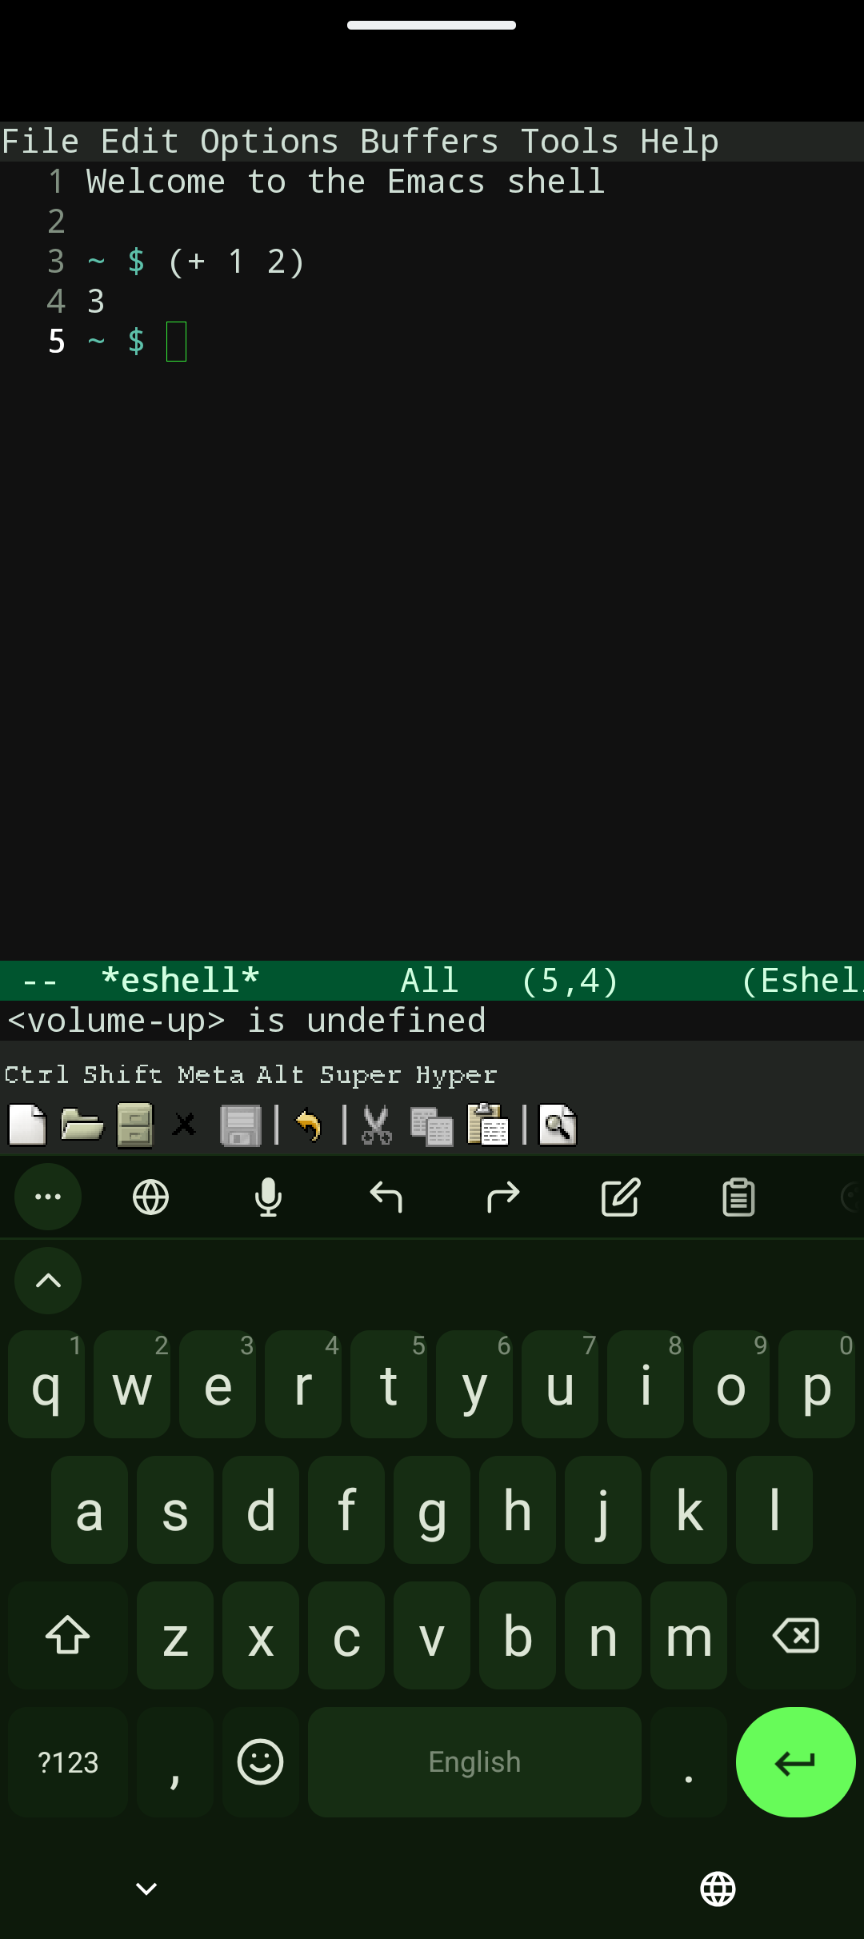 File Edit Options Buffers Tools Help
1 Welcome to the Emacs shell
2
3 ~ $ (+ 1 2)
4 3
5 ~ $
-- *eshell* All (5,4) (Eshel
<volume-up> is undefined
Ctrl Shift Meta Alt Super Hyper
1 2 3 4 5 6 7 8 9 0
q w e r t y u i o p
a s d f g h j k l
z x c v b n m
?123 , English .